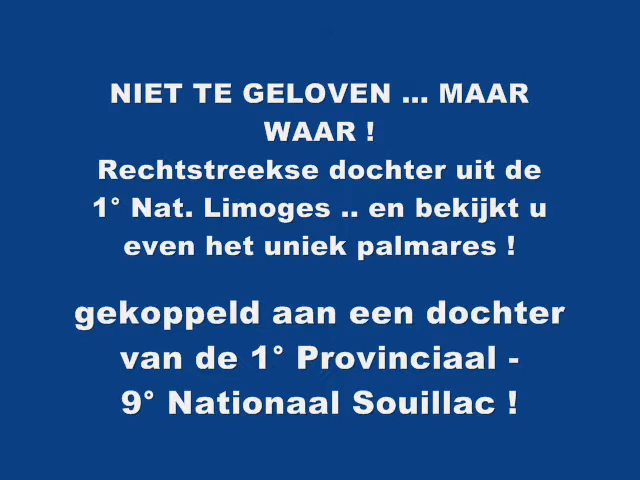 NIET TE GELOVEN ... MAAR
WAAR !
Rechtstreekse dochter uit de
1° Nat. Limoges .. en bekijkt u
even het uniek palmares !
gekoppeld aan een dochter
van de 1° Provinciaal -
9° Nationaal Souillac !